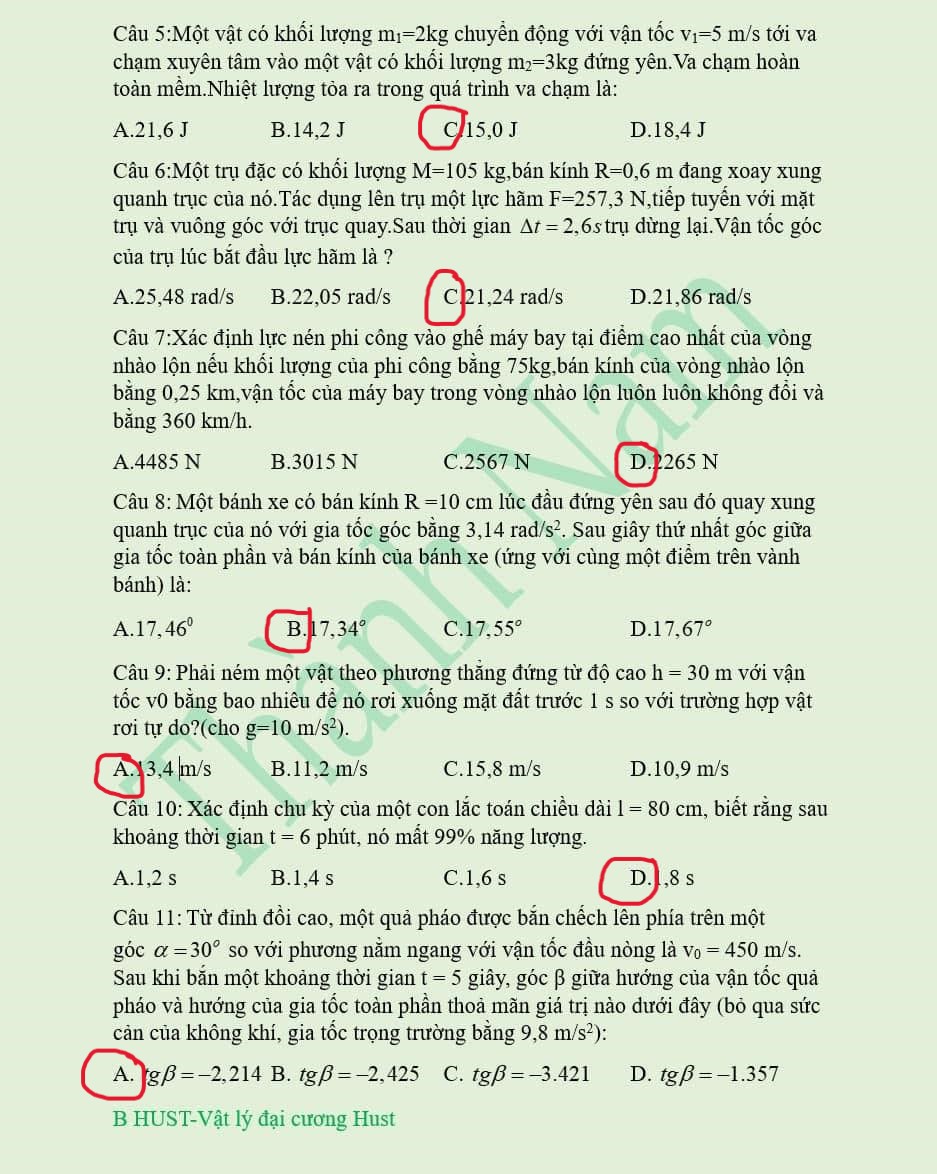 Câu 5:Một vật có khối lượng m₁=2kg chuyển động với vận tốc v₁=5 m/s tới va
chạm xuyên tâm vào một vật có khối lượng m₂=3kg đứng yên.Va chạm hoàn
toàn mềm.Nhiệt lượng tỏa ra trong quá trình va chạm là:
A.21,6 J B.14,2 J C.15,0 J D.18,4 J
Câu 6:Một trụ đặc có khối lượng M=105 kg,bán kính R=0,6 m đang xoay xung
quanh trục của nó.Tác dụng lên trụ một lực hãm F=257,3 N,tiếp tuyến với mặt
trụ và vuông góc với trục quay.Sau thời gian Δt = 2,6s trụ dừng lại.Vận tốc góc
của trụ lúc bắt đầu lực hãm là ?
A.25,48 rad/s B.22,05 rad/s C.21,24 rad/s D.21,86 rad/s
Câu 7:Xác định lực nén phi công vào ghế máy bay tại điểm cao nhất của vòng
nhào lộn nếu khối lượng của phi công bằng 75kg,bán kính của vòng nhào lộn
bằng 0,25 km,vận tốc của máy bay trong vòng nhào lộn luôn luôn không đổi và
bằng 360 km/h.
A.4485 N B.3015 N C.2567 N D.2265 N
Câu 8: Một bánh xe có bán kính R =10 cm lúc đầu đứng yên sau đó quay xung
quanh trục của nó với gia tốc góc bằng 3,14 rad/s². Sau giây thứ nhất góc giữa
gia tốc toàn phần và bán kính của bánh xe (ứng với cùng một điểm trên vành
bánh) là:
A.17,46⁰ B.17,34° C.17,55° D.17,67°
Câu 9: Phải ném một vật theo phương thẳng đứng từ độ cao h = 30 m với vận
tốc v0 bằng bao nhiêu để nó rơi xuống mặt đất trước 1 s so với trường hợp vật
rơi tự do?(cho g=10 m/s²).
A.13,4 m/s B.11,2 m/s C.15,8 m/s D.10,9 m/s
Câu 10: Xác định chu kỳ của một con lắc toán chiều dài l = 80 cm, biết rằng sau
khoảng thời gian t = 6 phút, nó mất 99% năng lượng.
A.1,2 s B.1,4 s C.1,6 s D.1,8 s
Câu 11: Từ đỉnh đồi cao, một quả pháo được bắn chếch lên phía trên một
góc α = 30° so với phương nằm ngang với vận tốc đầu nòng là v₀ = 450 m/s.
Sau khi bắn một khoảng thời gian t = 5 giây, góc β giữa hướng của vận tốc quả
pháo và hướng của gia tốc toàn phần thoả mãn giá trị nào dưới đây (bỏ qua sức
cản của không khí, gia tốc trọng trường bằng 9,8 m/s²):
A. tgβ = −2,214 B. tgβ = −2,425 C. tgβ = −3.421 D. tgβ = −1.357
B HUST-Vật lý đại cương Hust
Thành Nam